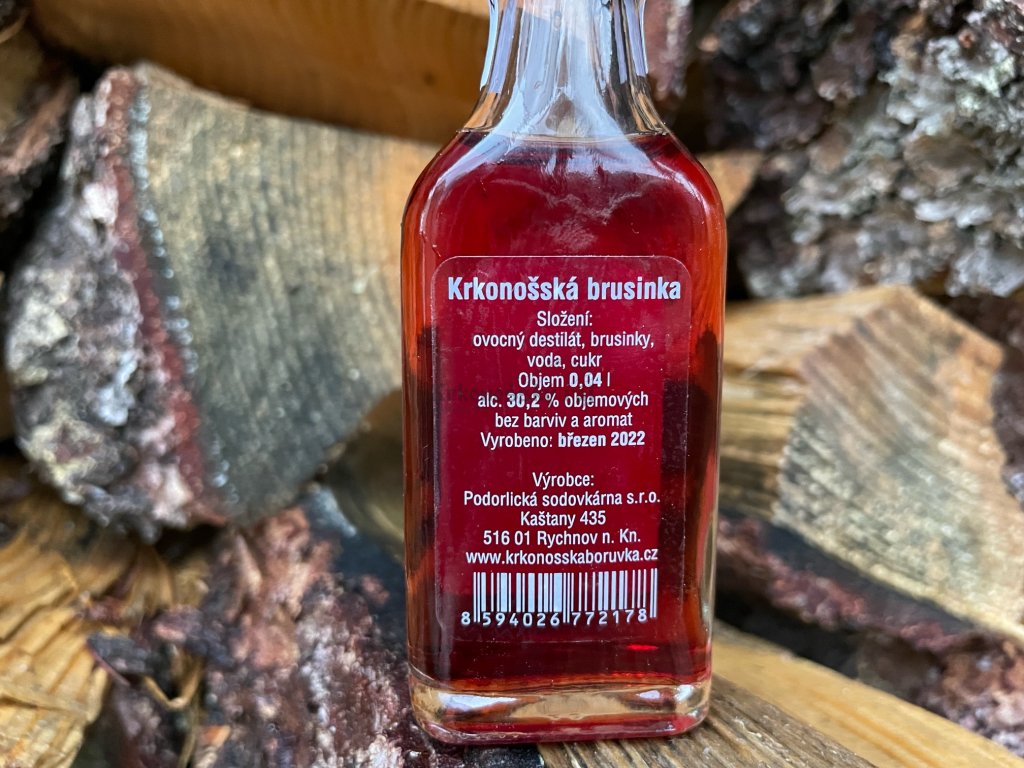 Krkonošská brusinka
Složení:
ovocný destilát, brusinky,
voda, cukr
Objem 0,04 l
alc. 30,2 % objemových
bez barviv a aromat
Vyrobeno: březen 2022
Výrobce:
Podorlická sodovkárna s.r.o.
Kaštany 435
516 01 Rychnov n. Kn.
www.krkonosskaboruvka.cz
8 594026 772178